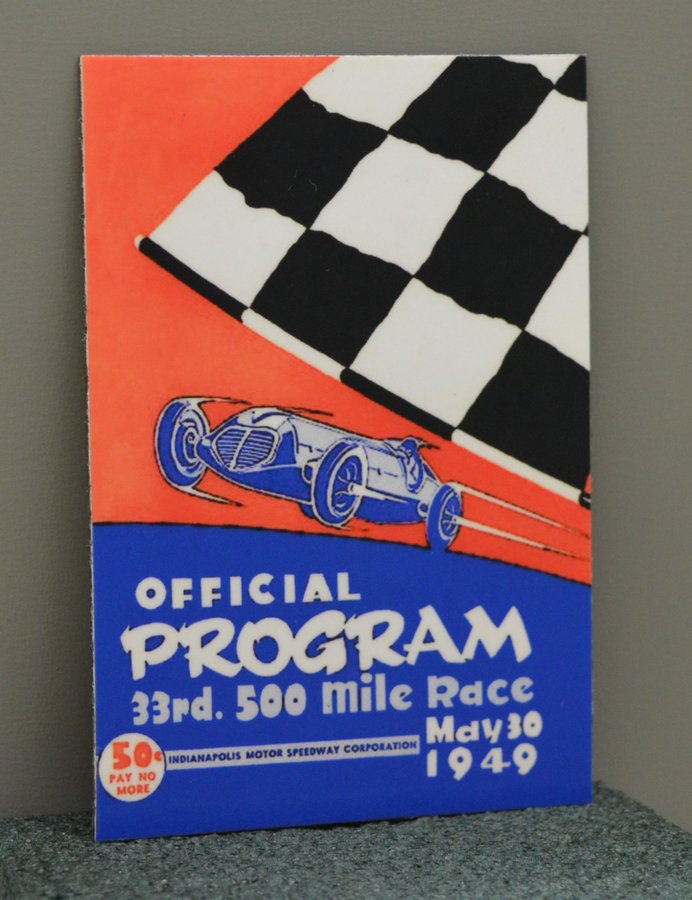 OFFICIAL
PROGRAM
33rd. 500 mile Race
May 30
1949
50¢
PAY NO
MORE
INDIANAPOLIS MOTOR SPEEDWAY CORPORATION